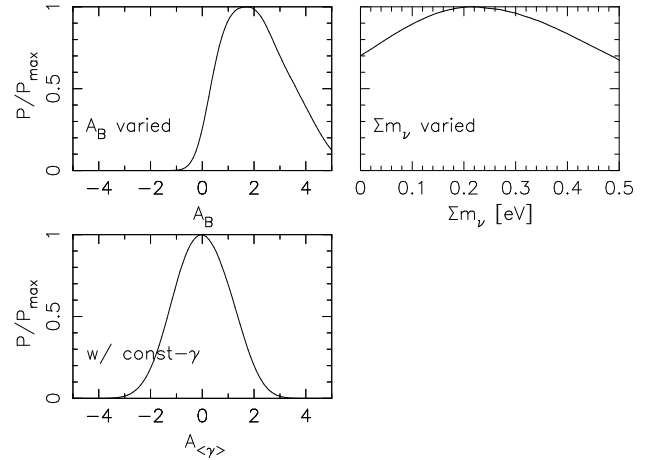 P/Pmax
1
0.5
0
A_B varied
−4 −2 0 2 4
A_B
Σm_ν varied
0 0.1 0.2 0.3 0.4 0.5
Σm_ν [eV]
P/Pmax
1
0.5
0
w/ const−γ
−4 −2 0 2 4
A_<γ>